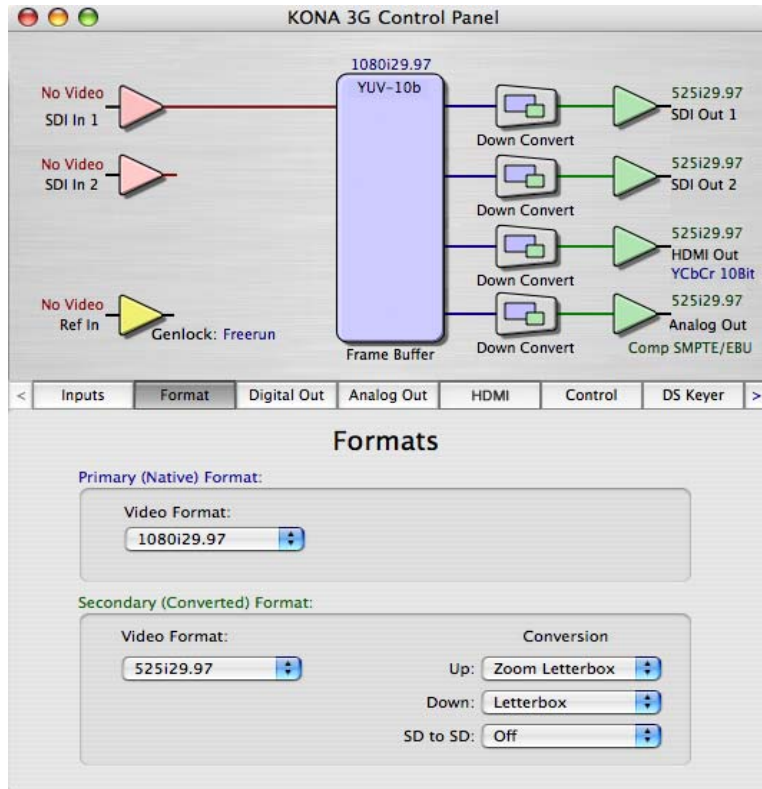 KONA 3G Control Panel
1080i29.97
YUV-10b
No Video
SDI In 1
525i29.97
SDI Out 1
Down Convert
No Video
SDI In 2
525i29.97
SDI Out 2
Down Convert
525i29.97
HDMI Out
YCbCr 10Bit
Down Convert
No Video
Ref In
Genlock: Freerun
525i29.97
Analog Out
Frame Buffer
Down Convert
Comp SMPTE/EBU
< Inputs Format Digital Out Analog Out HDMI Control DS Keyer >
Formats
Primary (Native) Format:
Video Format:
1080i29.97
Secondary (Converted) Format:
Video Format:
525i29.97
Conversion
Up: Zoom Letterbox
Down: Letterbox
SD to SD: Off